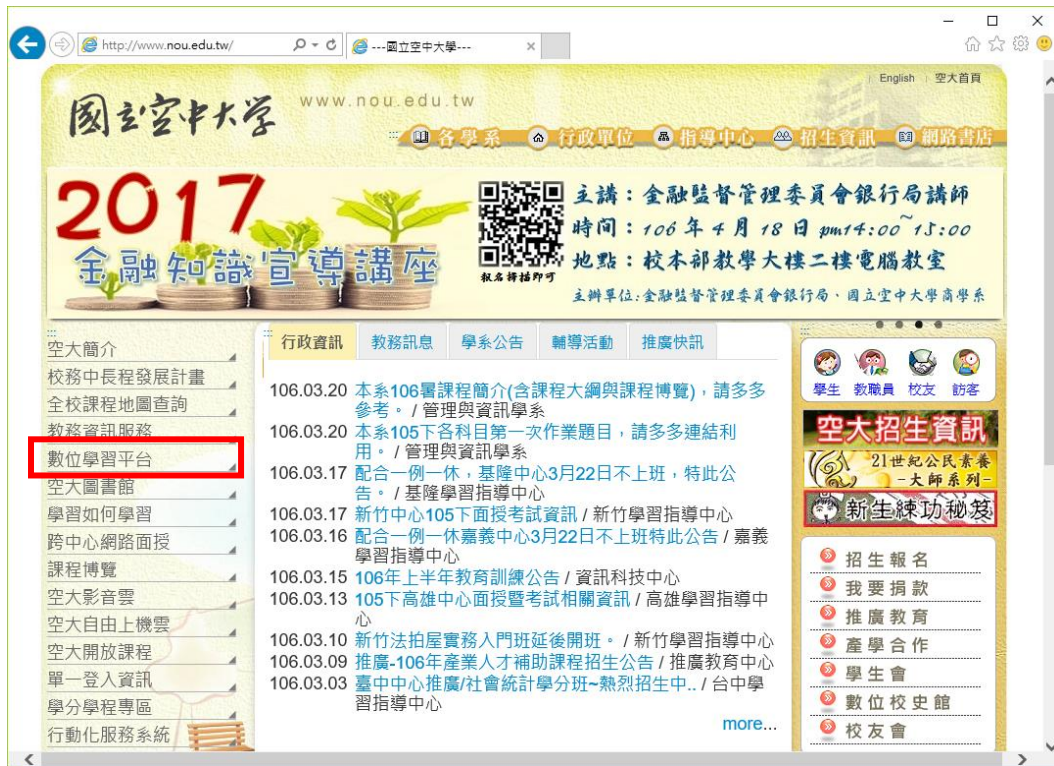 http://www.nou.edu.tw/
---國立空中大學---
English
空大首頁
國立空中大學
www.nou.edu.tw
各學系
行政單位
指導中心
招生資訊
網路書店
2017
金融知識宣導講座
報名掃描即可
主講：金融監督管理委員會銀行局講師
時間：106年4月18日 pm14:00~15:00
地點：校本部教學大樓二樓電腦教室
主辦單位:金融監督管理委員會銀行局、國立空中大學商學系
空大簡介
校務中長程發展計畫
全校課程地圖查詢
教務資訊服務
數位學習平台
空大圖書館
學習如何學習
跨中心網路面授
課程博覽
空大影音雲
空大自由上機雲
空大開放課程
單一登入資訊
學分學程專區
行動化服務系統
行政資訊
教務訊息
學系公告
輔導活動
推廣快訊
106.03.20 本系106暑課程簡介(含課程大綱與課程博覽)，請多多
參考。 / 管理與資訊學系
106.03.20 本系105下各科目第一次作業題目，請多多連結利
用。 / 管理與資訊學系
106.03.17 配合一例一休，基隆中心3月22日不上班，特此公
告。 / 基隆學習指導中心
106.03.17 新竹中心105下面授考試資訊 / 新竹學習指導中心
106.03.16 配合一例一休嘉義中心3月22日不上班特此公告 / 嘉義
學習指導中心
106.03.15 106年上半年教育訓練公告 / 資訊科技中心
106.03.13 105下高雄中心面授暨考試相關資訊 / 高雄學習指導中
心
106.03.10 新竹法拍屋實務入門班延後開班。 / 新竹學習指導中心
106.03.09 推廣-106年產業人才補助課程招生公告 / 推廣教育中心
106.03.03 臺中中心推廣/社會統計學分班~熱烈招生中.. / 台中學
習指導中心
more...
學生
教職員
校友
訪客
空大招生資訊
21世紀公民素養
-大師系列-
新生練功秘笈
招生報名
我要捐款
推廣教育
產學合作
學生會
數位校史館
校友會